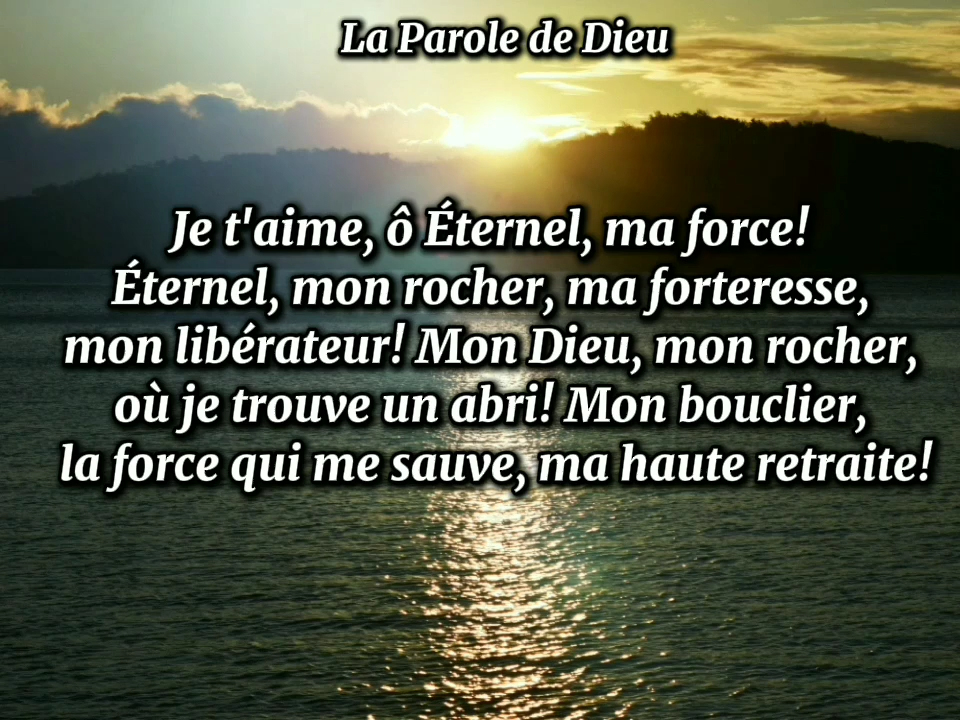 La Parole de Dieu
Je t'aime, ô Éternel, ma force!
Éternel, mon rocher, ma forteresse,
mon libérateur! Mon Dieu, mon rocher,
où je trouve un abri! Mon bouclier,
la force qui me sauve, ma haute retraite!